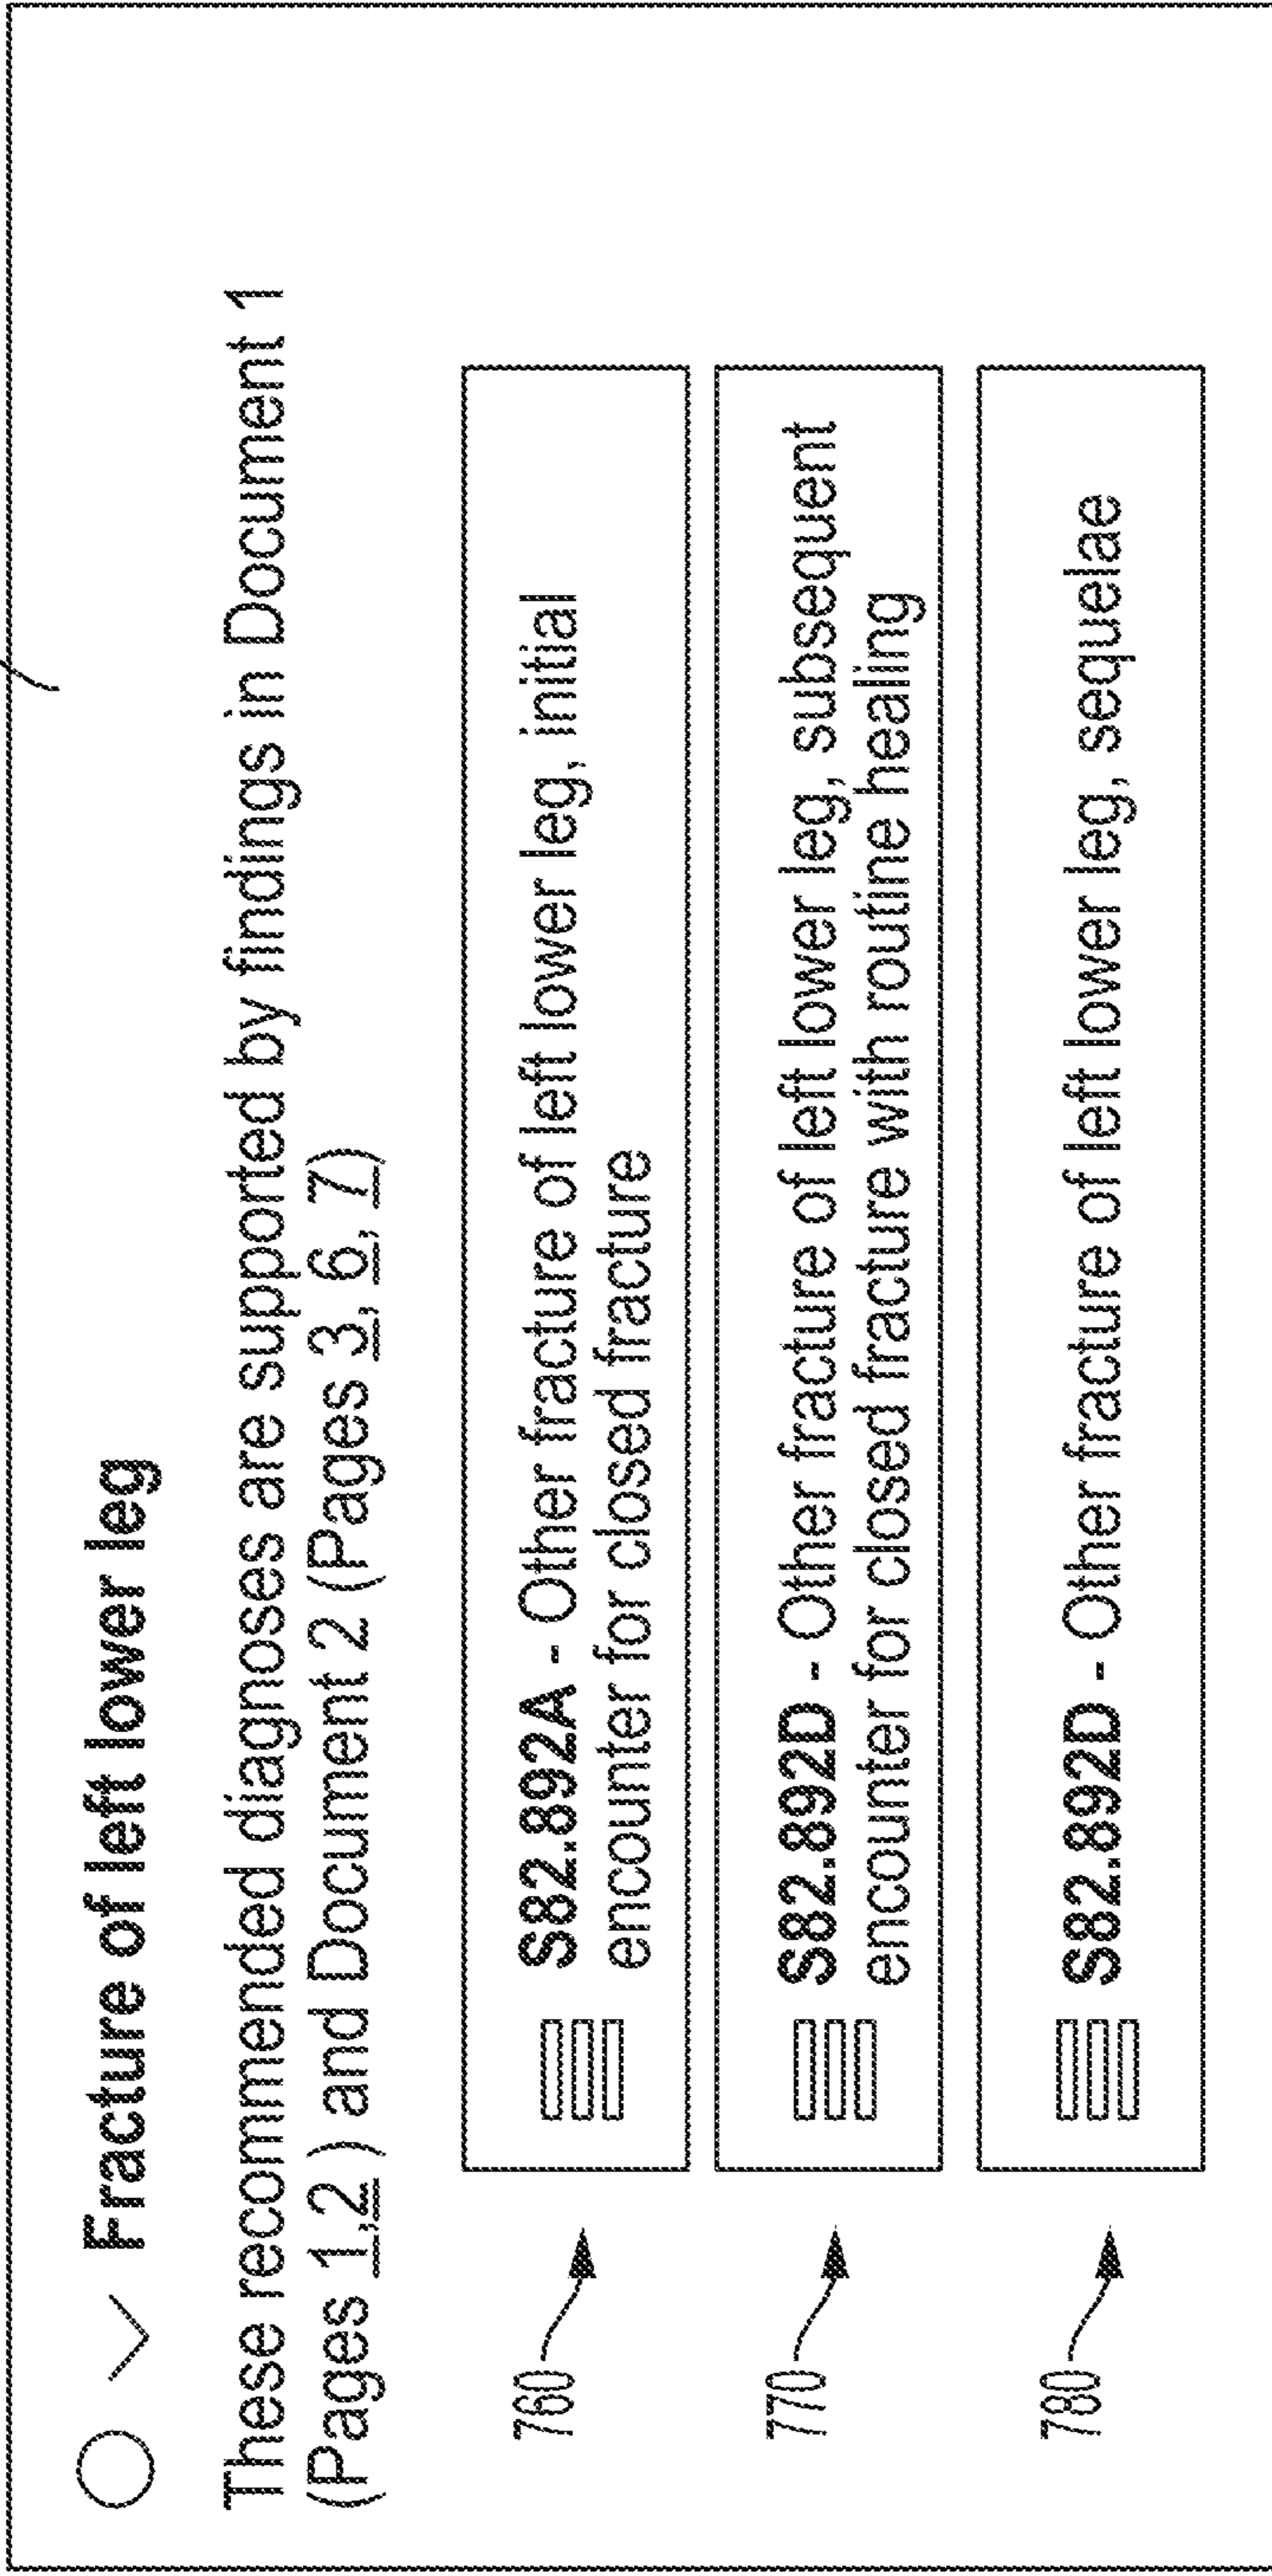 Fracture of left lower leg
These recommended diagnoses are supported by findings in Document 1
(Pages 1,2 ) and Document 2 (Pages 3, 6, 7)
760
S82.892A - Other fracture of left lower leg, initial
encounter for closed fracture
770
S82.892D - Other fracture of left lower leg, subsequent
encounter for closed fracture with routine healing
780
S82.892D - Other fracture of left lower leg, sequelae